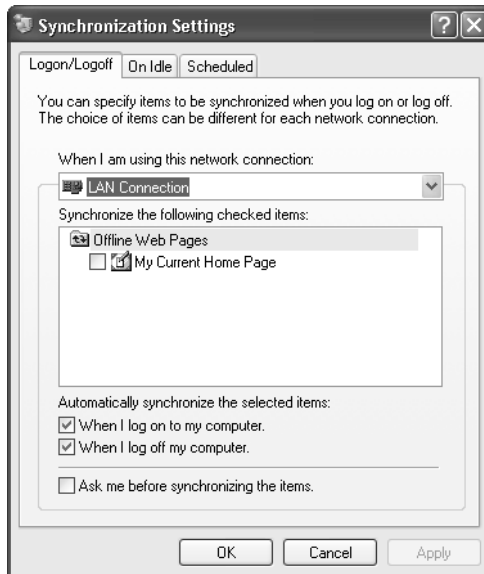 Synchronization Settings
Logon/Logoff On Idle Scheduled
You can specify items to be synchronized when you log on or log off.
The choice of items can be different for each network connection.
When I am using this network connection:
LAN Connection
Synchronize the following checked items:
Offline Web Pages
My Current Home Page
Automatically synchronize the selected items:
When I log on to my computer.
When I log off my computer.
Ask me before synchronizing the items.
OK Cancel Apply